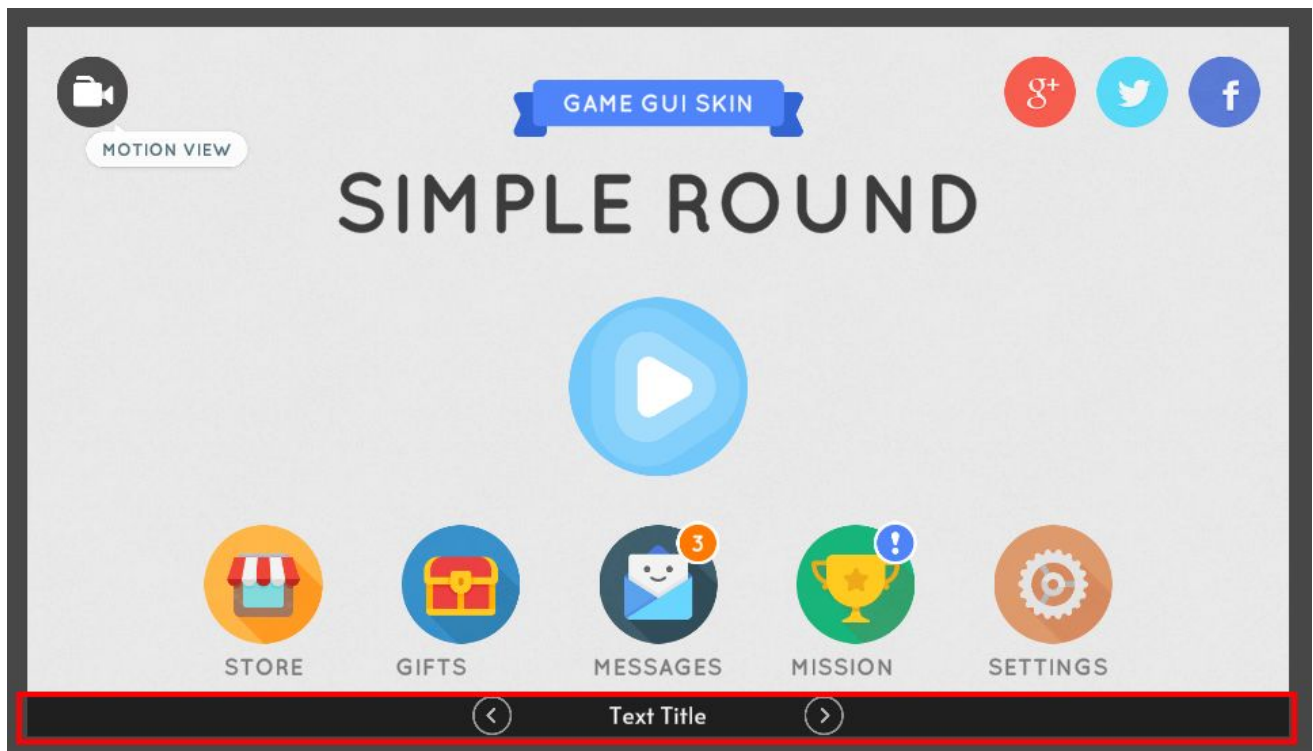 GAME GUI SKIN
g+
f
MOTION VIEW
SIMPLE ROUND
3
!
STORE
GIFTS
MESSAGES
MISSION
SETTINGS
Text Title